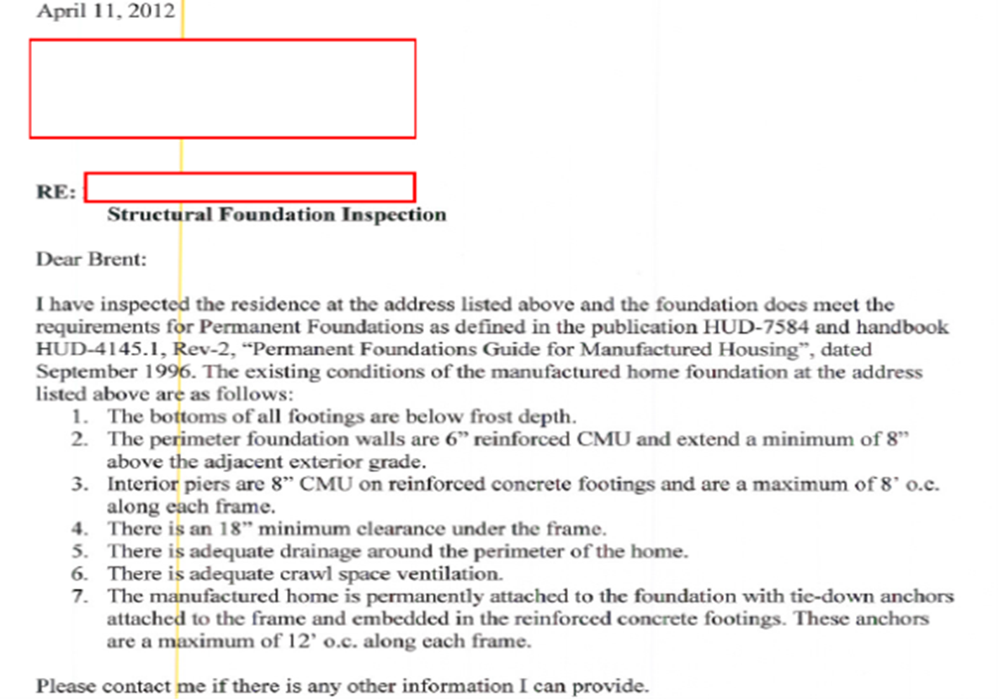 April 11, 2012
RE:
Structural Foundation Inspection
Dear Brent:
I have inspected the residence at the address listed above and the foundation does meet the
requirements for Permanent Foundations as defined in the publication HUD-7584 and handbook
HUD-4145.1, Rev-2, “Permanent Foundations Guide for Manufactured Housing”, dated
September 1996. The existing conditions of the manufactured home foundation at the address
listed above are as follows:
1. The bottoms of all footings are below frost depth.
2. The perimeter foundation walls are 6” reinforced CMU and extend a minimum of 8”
above the adjacent exterior grade.
3. Interior piers are 8” CMU on reinforced concrete footings and are a maximum of 8’ o.c.
along each frame.
4. There is an 18” minimum clearance under the frame.
5. There is adequate drainage around the perimeter of the home.
6. There is adequate crawl space ventilation.
7. The manufactured home is permanently attached to the foundation with tie-down anchors
attached to the frame and embedded in the reinforced concrete footings. These anchors
are a maximum of 12’ o.c. along each frame.
Please contact me if there is any other information I can provide.